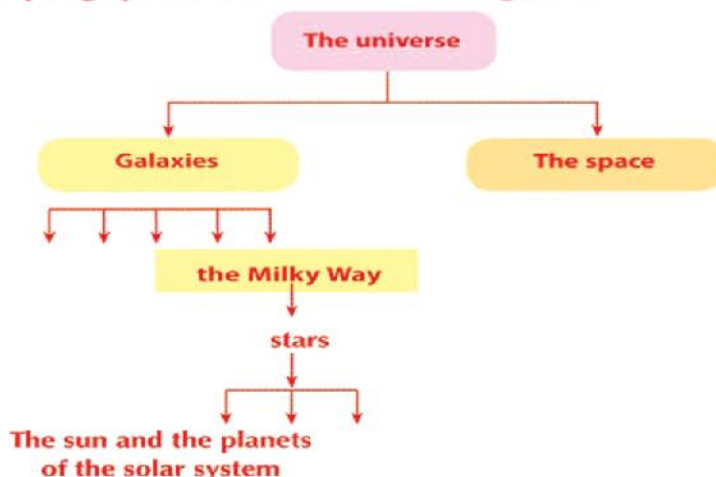 The universe
Galaxies
The space
the Milky Way
stars
The sun and the planets
of the solar system